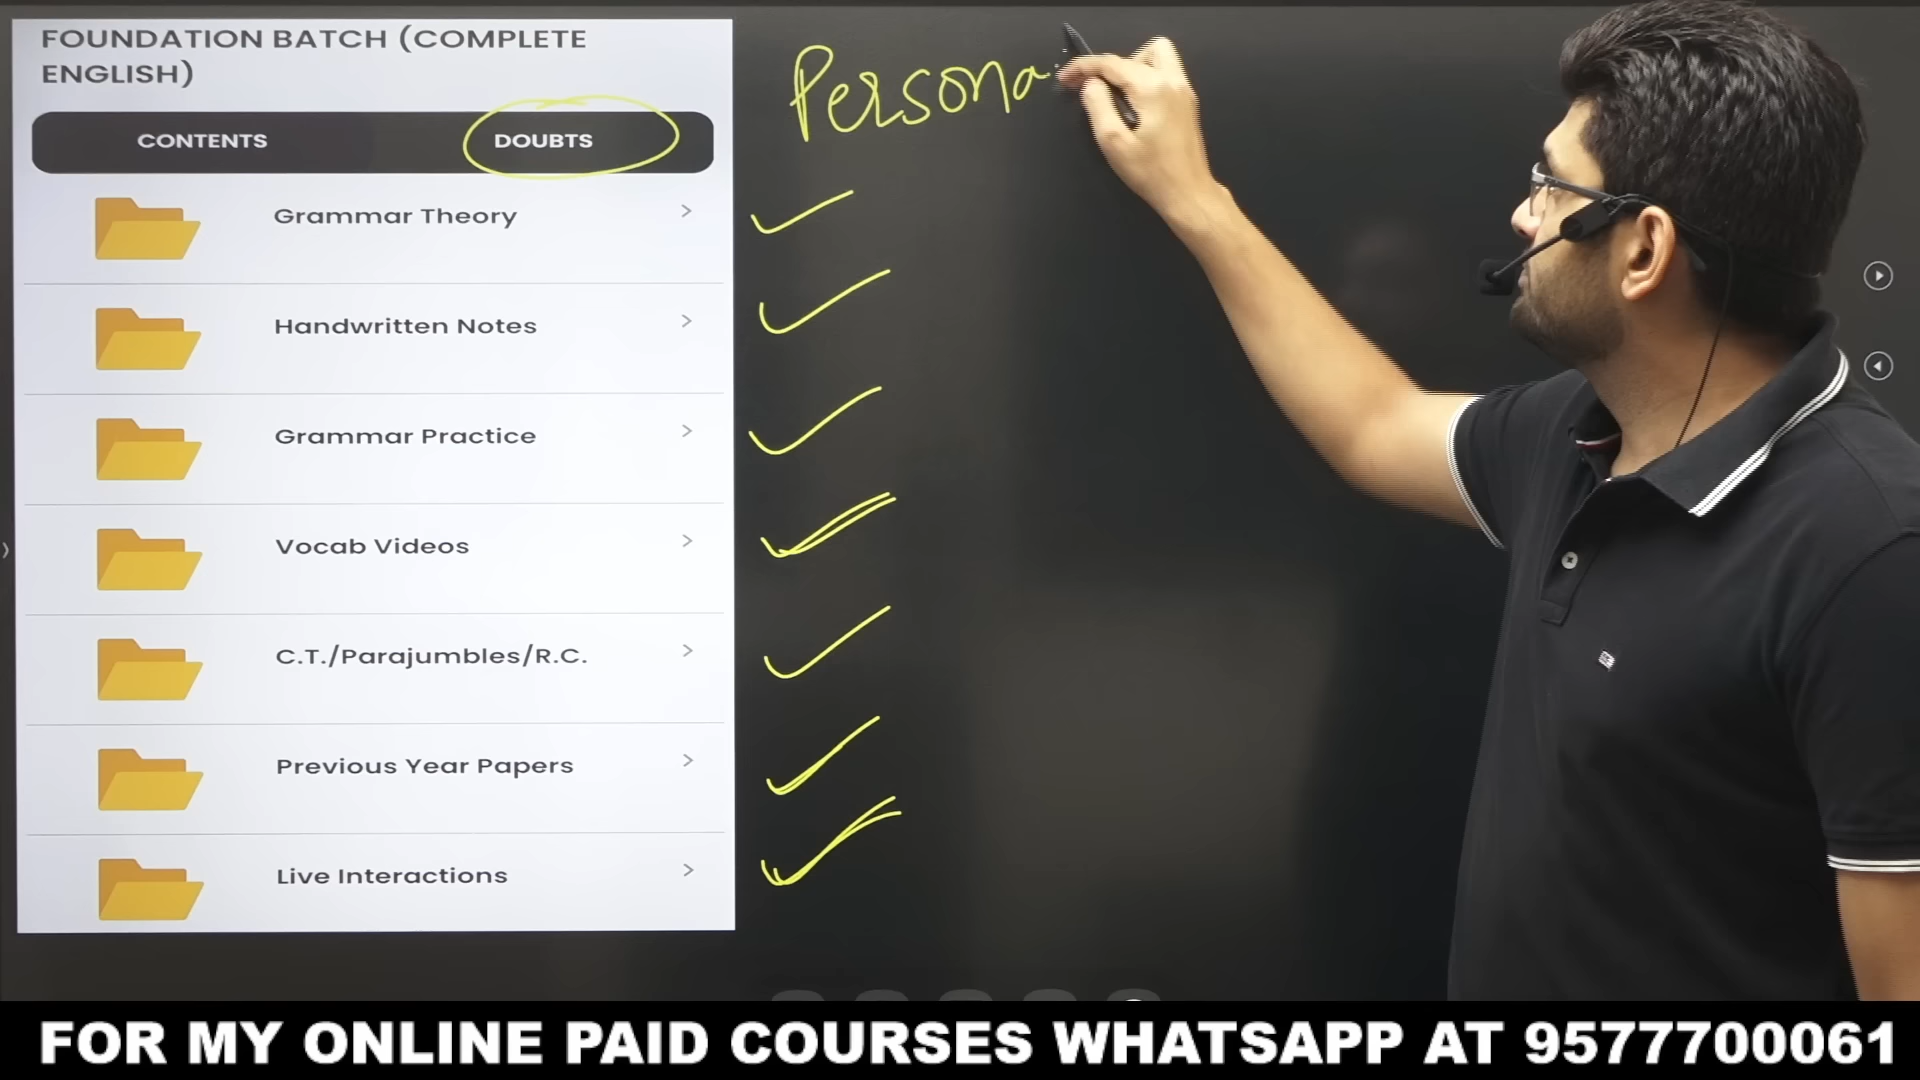 FOUNDATION BATCH (COMPLETE
ENGLISH)
CONTENTS DOUBTS
Persona
Grammar Theory
Handwritten Notes
Grammar Practice
Vocab Videos
C.T./Parajumbles/R.C.
Previous Year Papers
Live Interactions
FOR MY ONLINE PAID COURSES WHATSAPP AT 9577700061